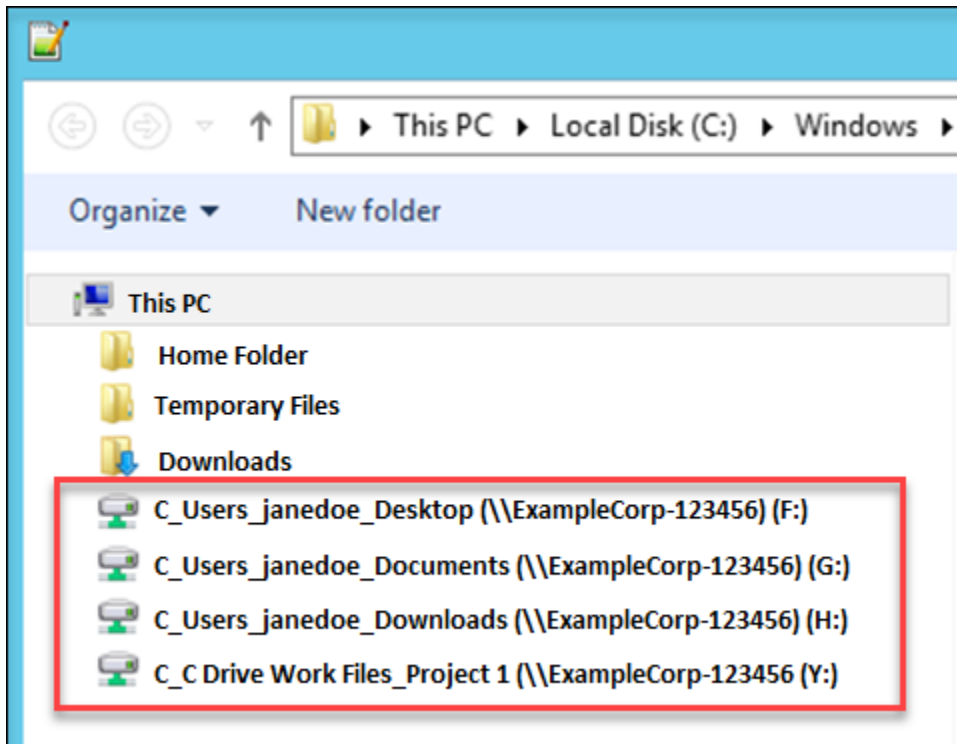 This PC Local Disk (C:) Windows
Organize New folder
This PC
Home Folder
Temporary Files
Downloads
C_Users_janedoe_Desktop (\\ExampleCorp-123456) (F:)
C_Users_janedoe_Documents (\\ExampleCorp-123456) (G:)
C_Users_janedoe_Downloads (\\ExampleCorp-123456) (H:)
C_C Drive Work Files_Project 1 (\\ExampleCorp-123456 (Y:)